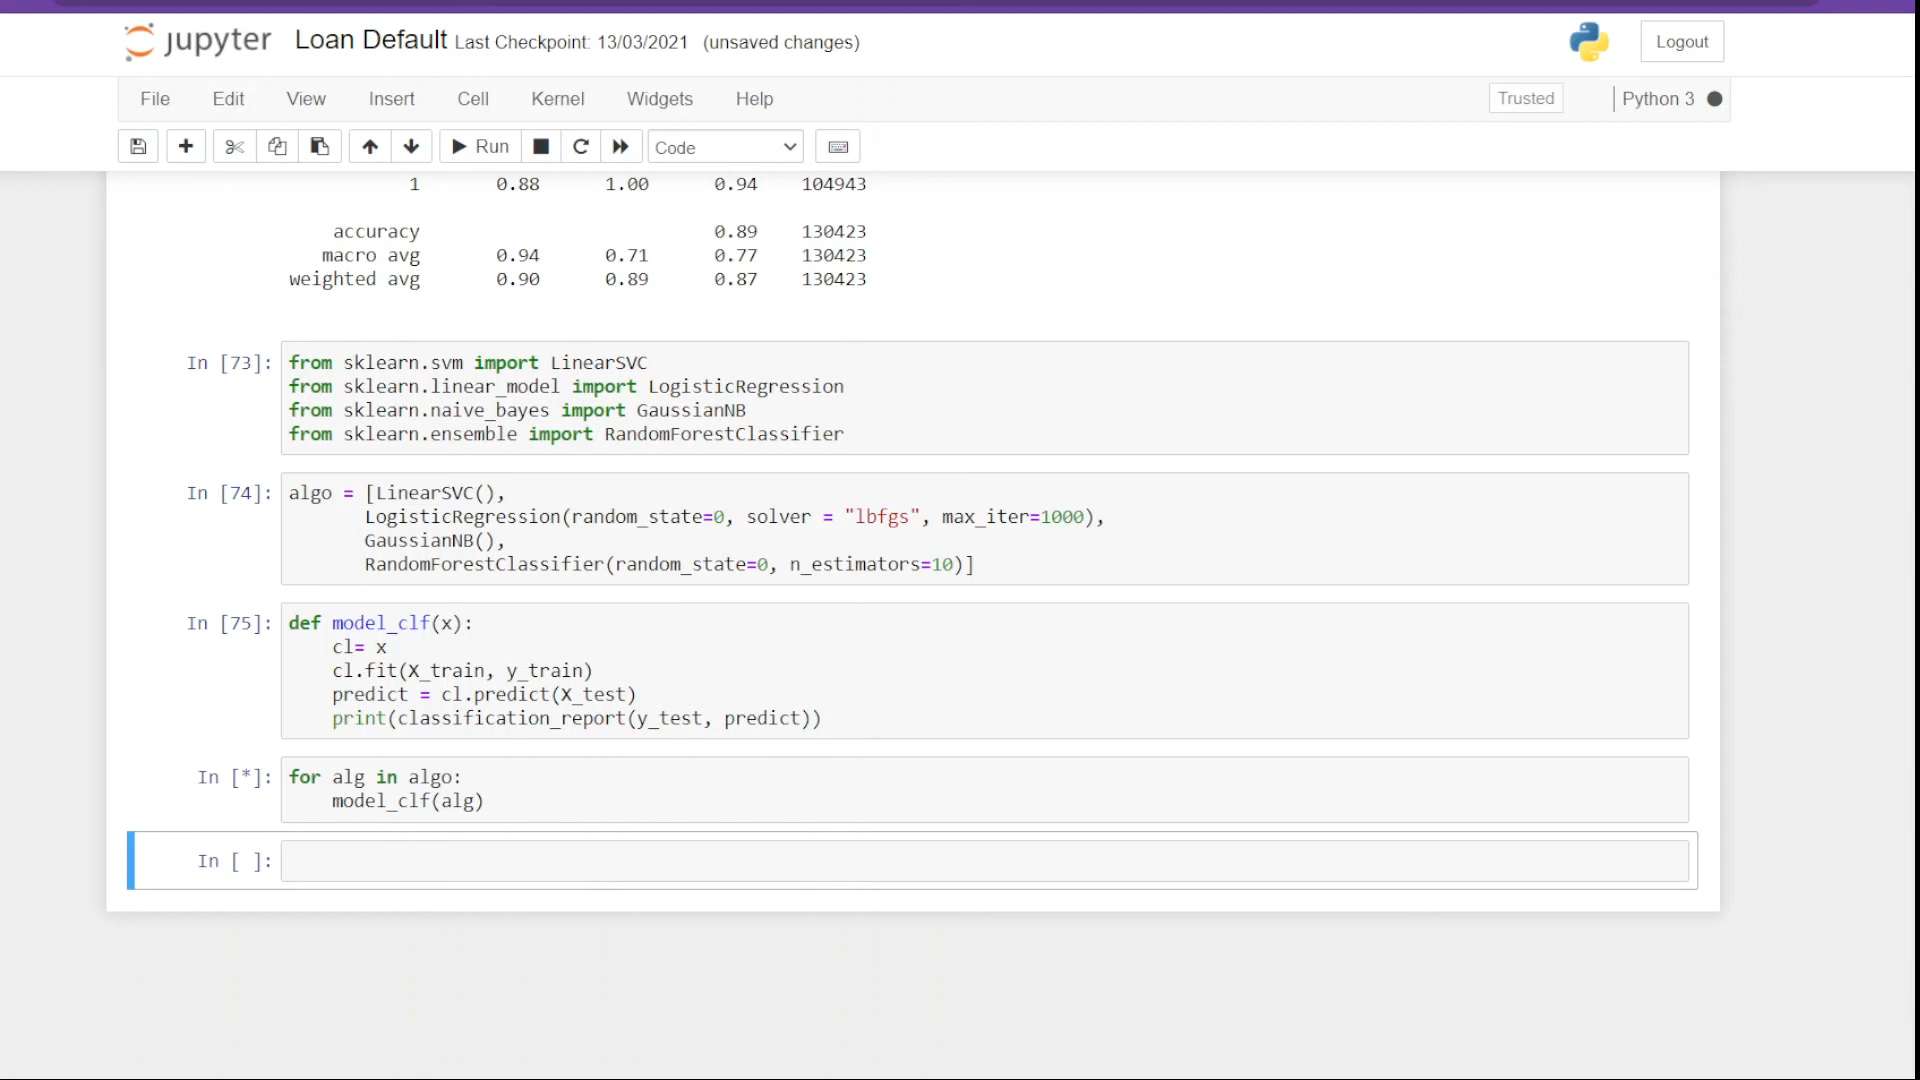 jupyter Loan Default Last Checkpoint: 13/03/2021 (unsaved changes) Logout
File Edit View Insert Cell Kernel Widgets Help Trusted Python 3
Run Code
1 0.88 1.00 0.94 104943
accuracy 0.89 130423
macro avg 0.94 0.71 0.77 130423
weighted avg 0.90 0.89 0.87 130423
In [73]: from sklearn.svm import LinearSVC
from sklearn.linear_model import LogisticRegression
from sklearn.naive_bayes import GaussianNB
from sklearn.ensemble import RandomForestClassifier
In [74]: algo = [LinearSVC(),
LogisticRegression(random_state=0, solver = "lbfgs", max_iter=1000),
GaussianNB(),
RandomForestClassifier(random_state=0, n_estimators=10)]
In [75]: def model_clf(x):
cl= x
cl.fit(X_train, y_train)
predict = cl.predict(X_test)
print(classification_report(y_test, predict))
In [*]: for alg in algo:
model_clf(alg)
In [ ]: